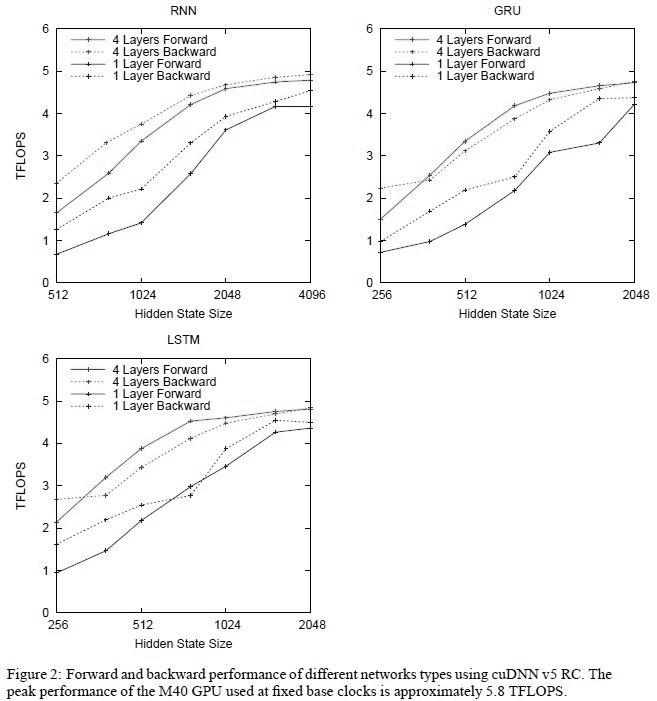 RNN
6
5
4
3
2
1
0
TFLOPS
4 Layers Forward
4 Layers Backward
1 Layer Forward
1 Layer Backward
512 1024 2048 4096
Hidden State Size
GRU
6
5
4
3
2
1
0
4 Layers Forward
4 Layers Backward
1 Layer Forward
1 Layer Backward
256 512 1024 2048
Hidden State Size
LSTM
6
5
4
3
2
1
0
TFLOPS
4 Layers Forward
4 Layers Backward
1 Layer Forward
1 Layer Backward
256 512 1024 2048
Hidden State Size
Figure 2: Forward and backward performance of different networks types using cuDNN v5 RC. The
peak performance of the M40 GPU used at fixed base clocks is approximately 5.8 TFLOPS.